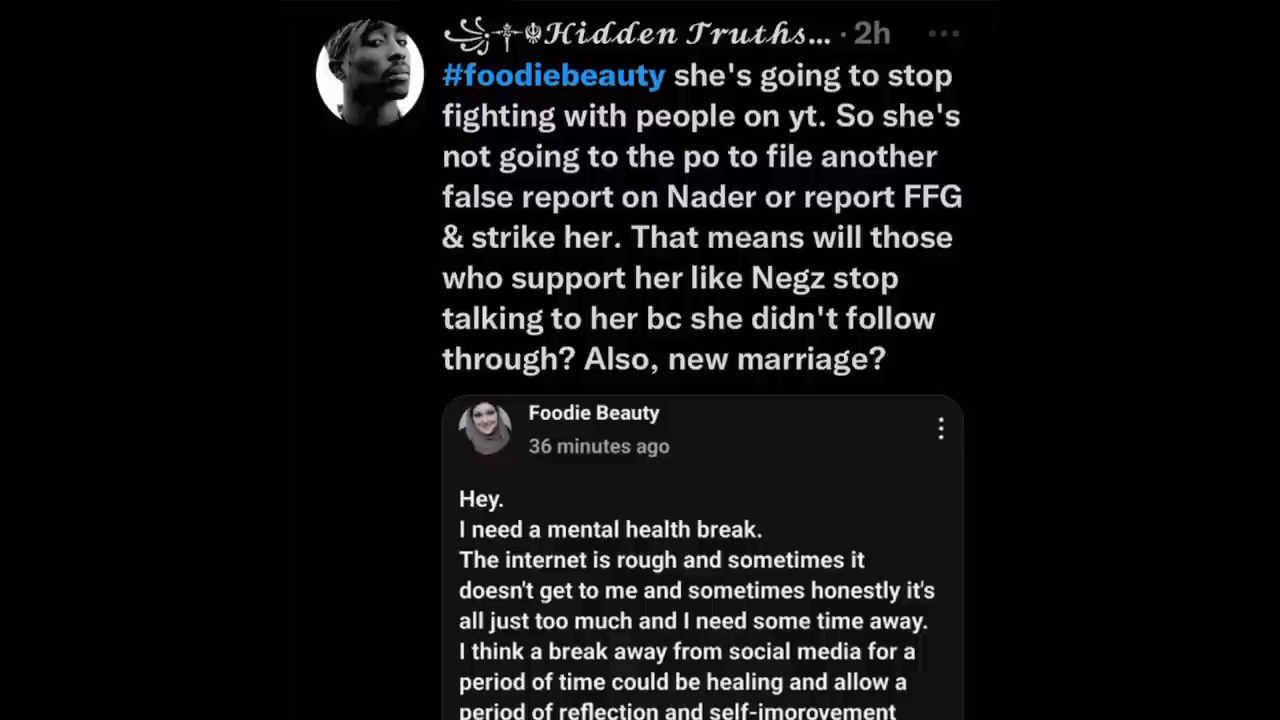 ꧁༒☬𝓗𝓲𝓭𝓭𝓮𝓷 𝓣𝓻𝓾𝓽𝓱𝓼... · 2h
#foodiebeauty she's going to stop
fighting with people on yt. So she's
not going to the po to file another
false report on Nader or report FFG
& strike her. That means will those
who support her like Negz stop
talking to her bc she didn't follow
through? Also, new marriage?
Foodie Beauty
36 minutes ago
Hey.
I need a mental health break.
The internet is rough and sometimes it
doesn't get to me and sometimes honestly it's
all just too much and I need some time away.
I think a break away from social media for a
period of time could be healing and allow a
period of reflection and self-improvement